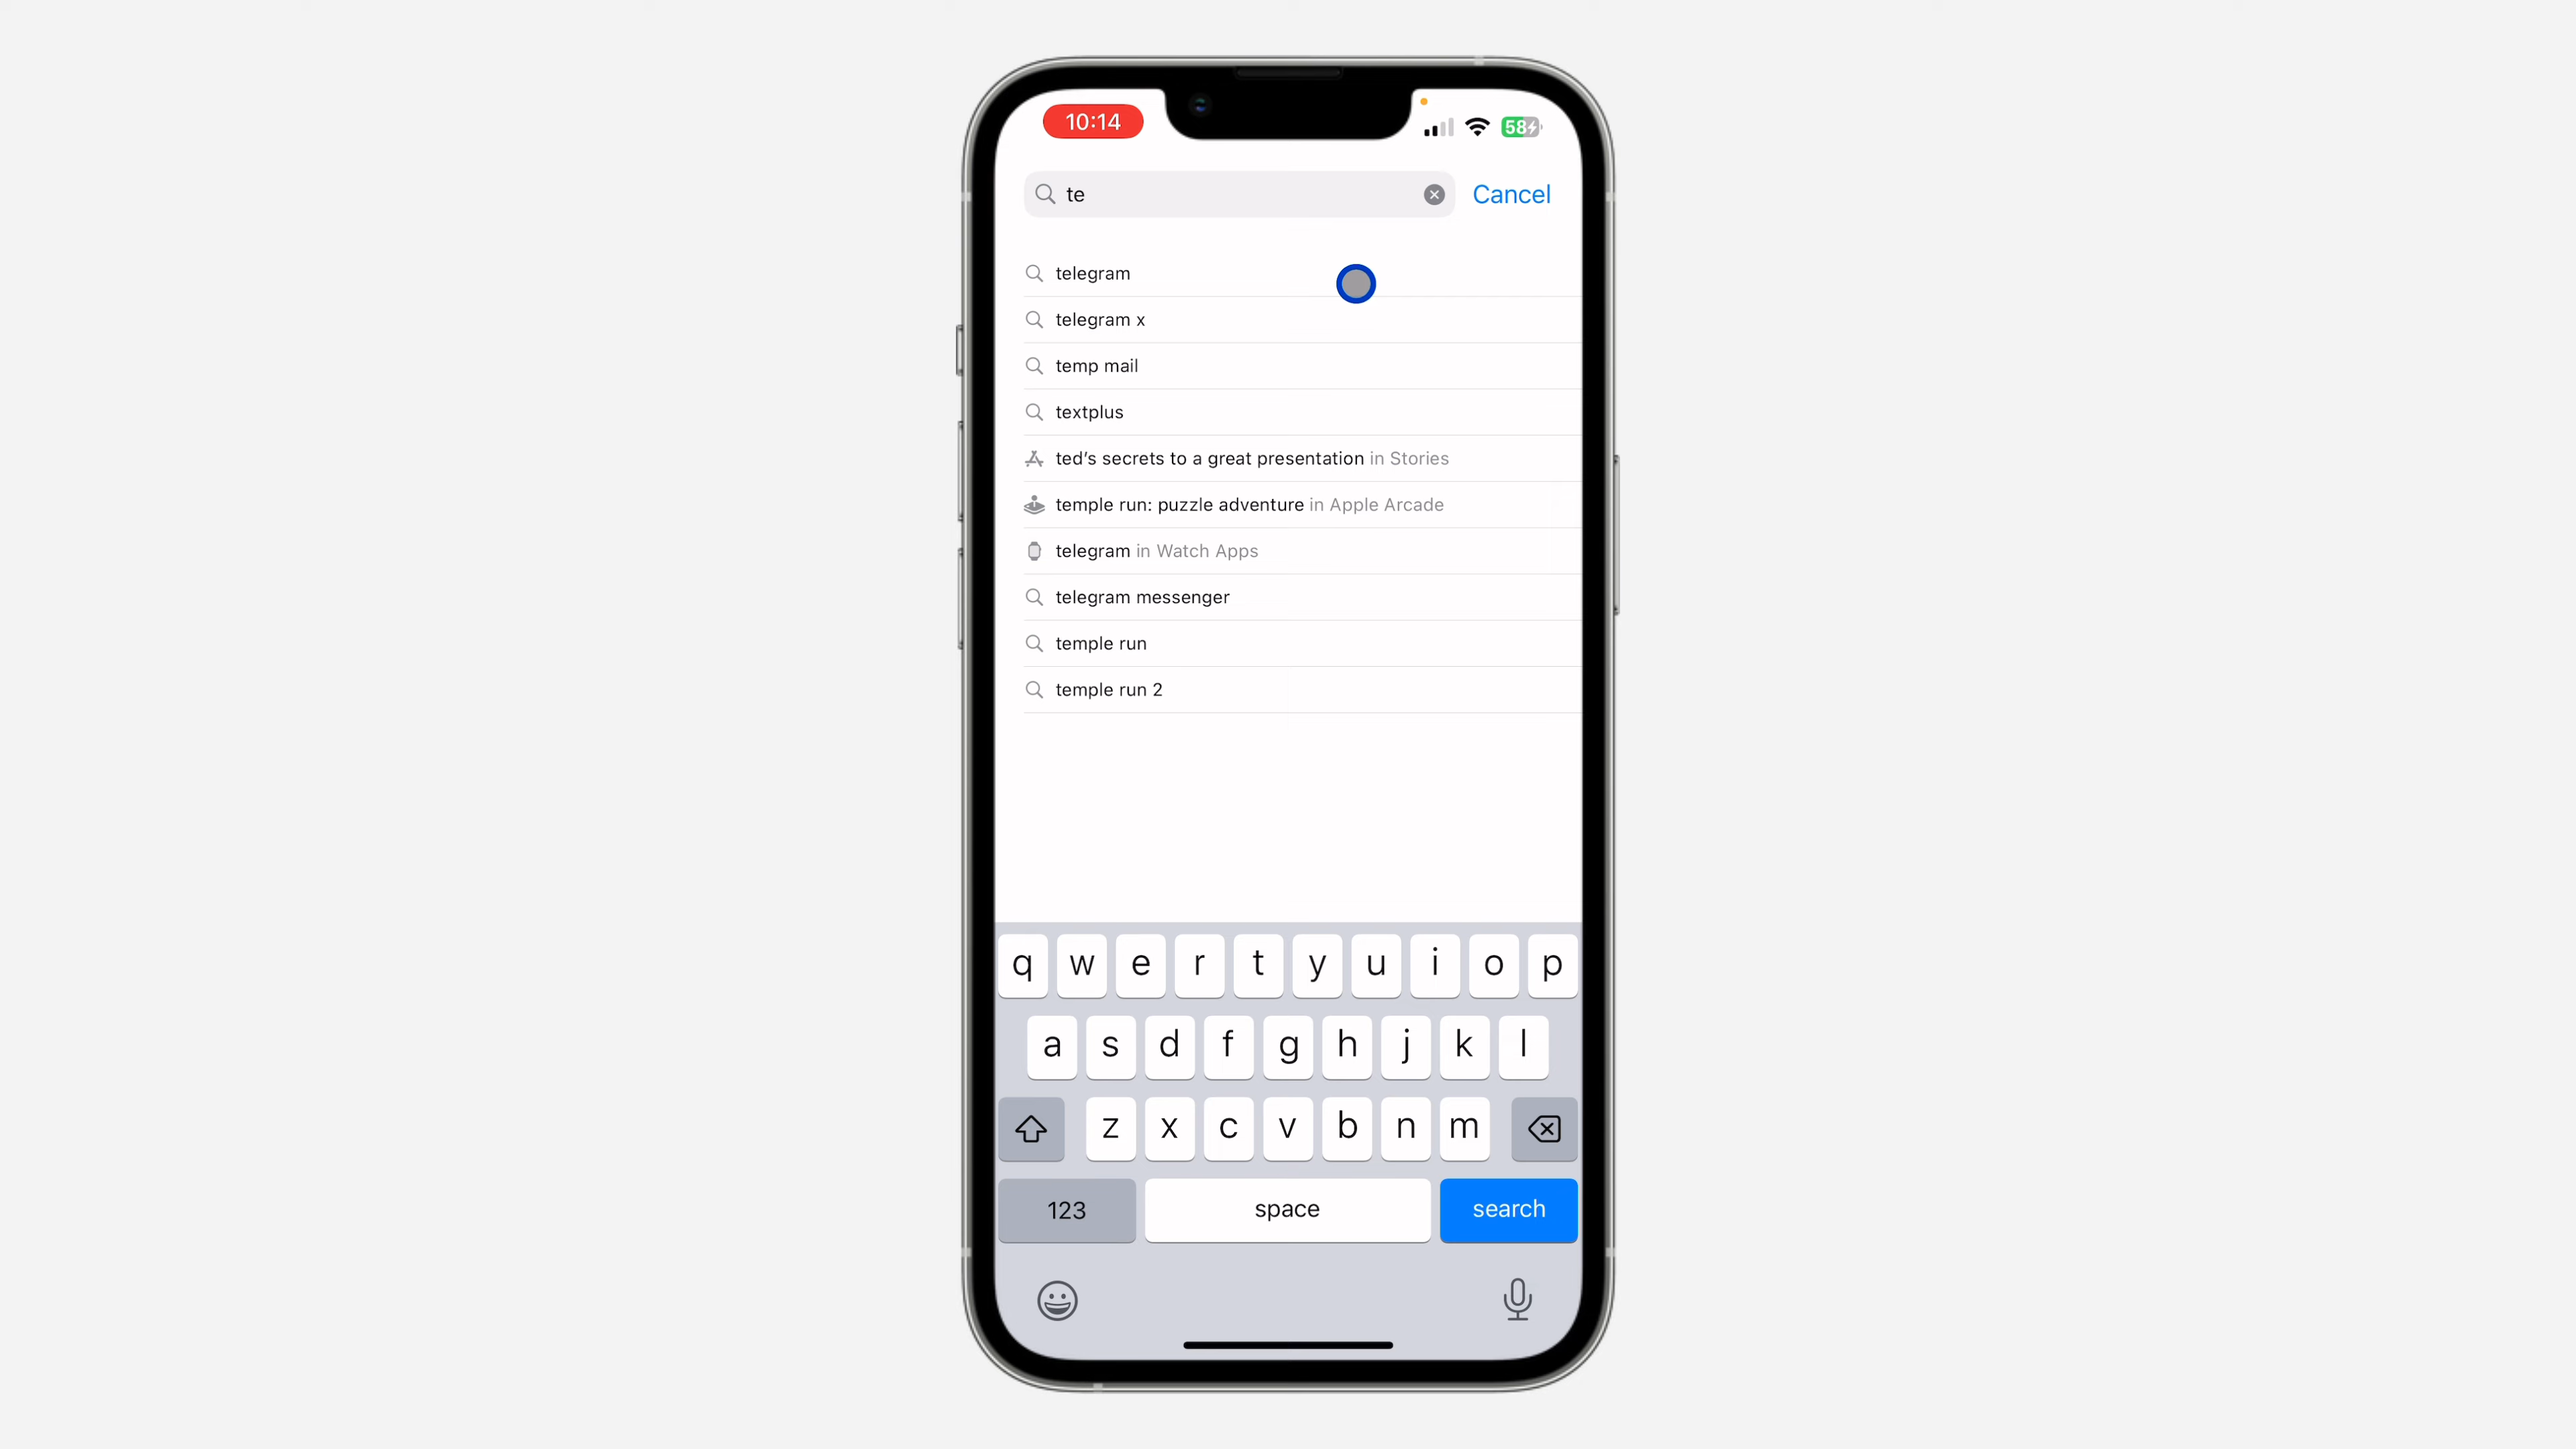 10:14
58
te
Cancel
telegram
telegram x
temp mail
textplus
ted's secrets to a great presentation in Stories
temple run: puzzle adventure in Apple Arcade
telegram in Watch Apps
telegram messenger
temple run
temple run 2
q w e r t y u i o p
a s d f g h j k l
z x c v b n m
123 space search